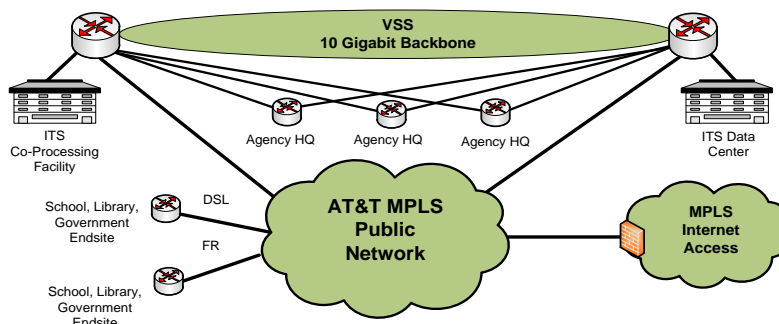 VSS
10 Gigabit Backbone
ITS
Co-Processing
Facility
Agency HQ
Agency HQ
Agency HQ
ITS Data
Center
School, Library,
Government
Endsite
DSL
FR
AT&T MPLS
Public
Network
MPLS
Internet
Access
School, Library,
Government
Endsite